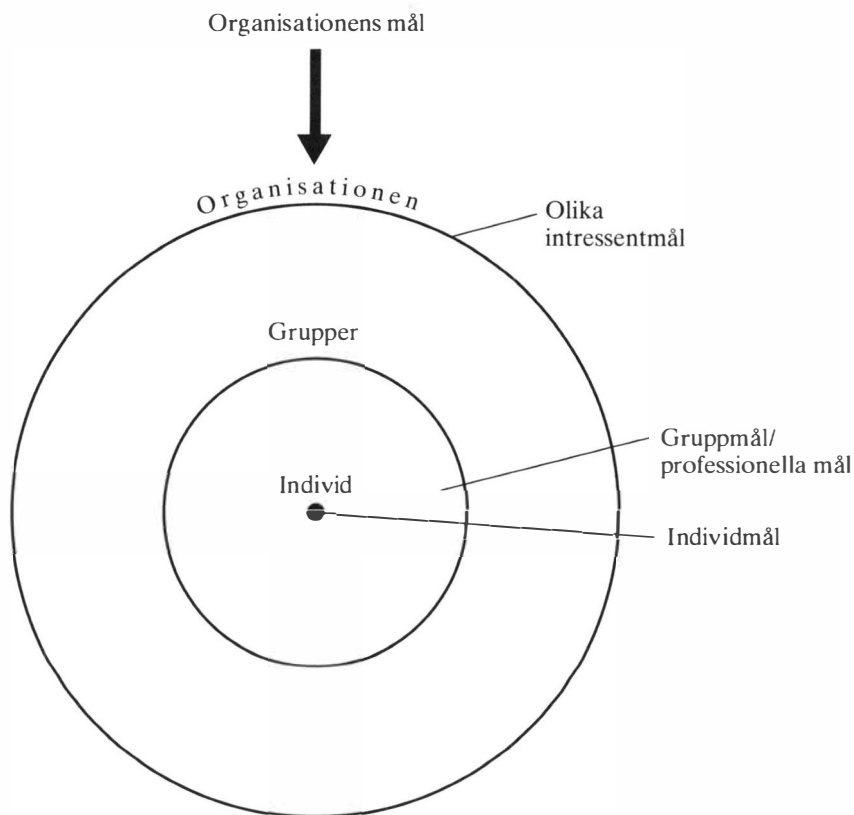 Organisationens mål
Organisationen
Olika
intressentmål
Grupper
Gruppmål/
professionella mål
Individ
Individmål